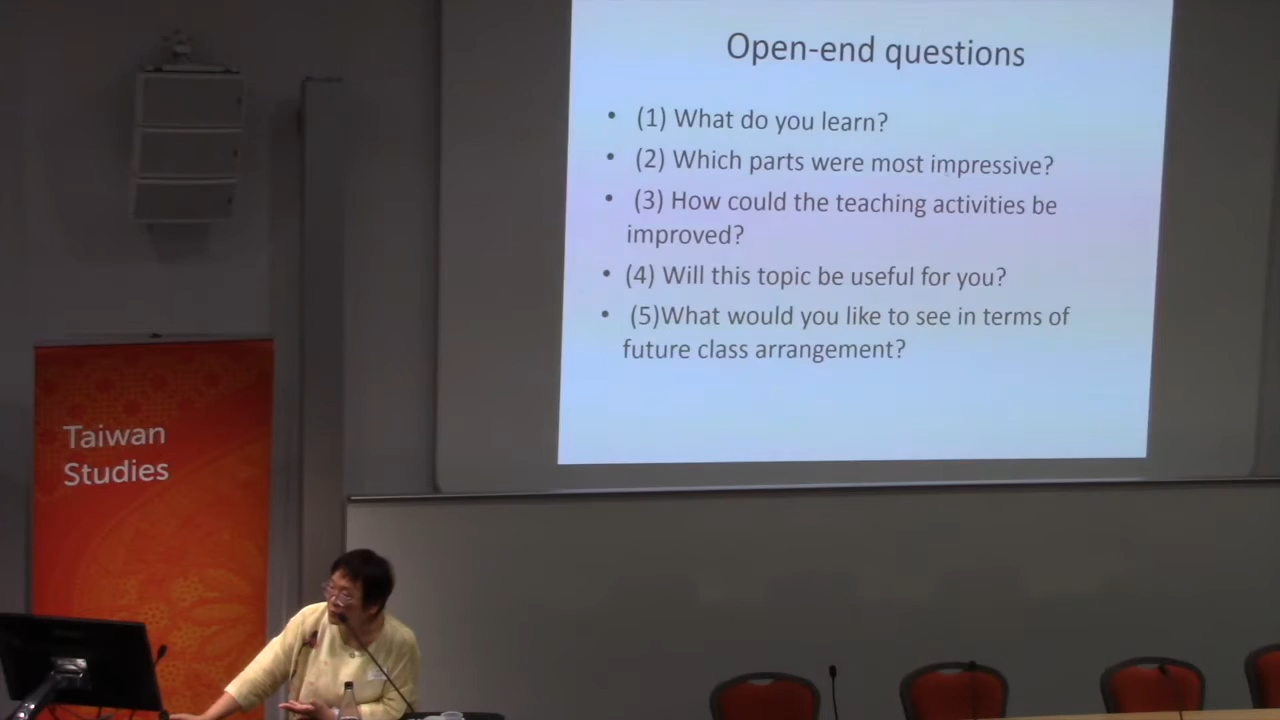 Open-end questions
• (1) What do you learn?
• (2) Which parts were most impressive?
• (3) How could the teaching activities be
improved?
• (4) Will this topic be useful for you?
• (5)What would you like to see in terms of
future class arrangement?
Taiwan
Studies